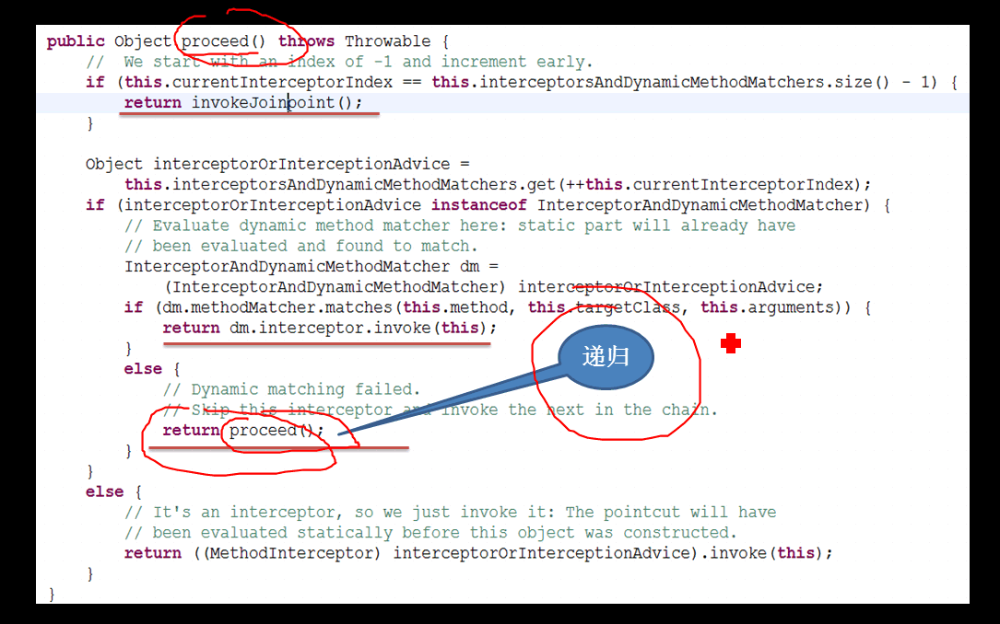 public Object proceed() throws Throwable {
// We start with an index of -1 and increment early.
if (this.currentInterceptorIndex == this.interceptorsAndDynamicMethodMatchers.size() - 1) {
return invokeJoinpoint();
}
Object interceptorOrInterceptionAdvice =
this.interceptorsAndDynamicMethodMatchers.get(++this.currentInterceptorIndex);
if (interceptorOrInterceptionAdvice instanceof InterceptorAndDynamicMethodMatcher) {
// Evaluate dynamic method matcher here: static part will already have
// been evaluated and found to match.
InterceptorAndDynamicMethodMatcher dm =
(InterceptorAndDynamicMethodMatcher) interceptorOrInterceptionAdvice;
if (dm.methodMatcher.matches(this.method, this.targetClass, this.arguments)) {
return dm.interceptor.invoke(this);
}
递归
else {
// Dynamic matching failed.
// Skip this interceptor and invoke the next in the chain.
return proceed();
}
}
else {
// It's an interceptor, so we just invoke it: The pointcut will have
// been evaluated statically before this object was constructed.
return ((MethodInterceptor) interceptorOrInterceptionAdvice).invoke(this);
}
}